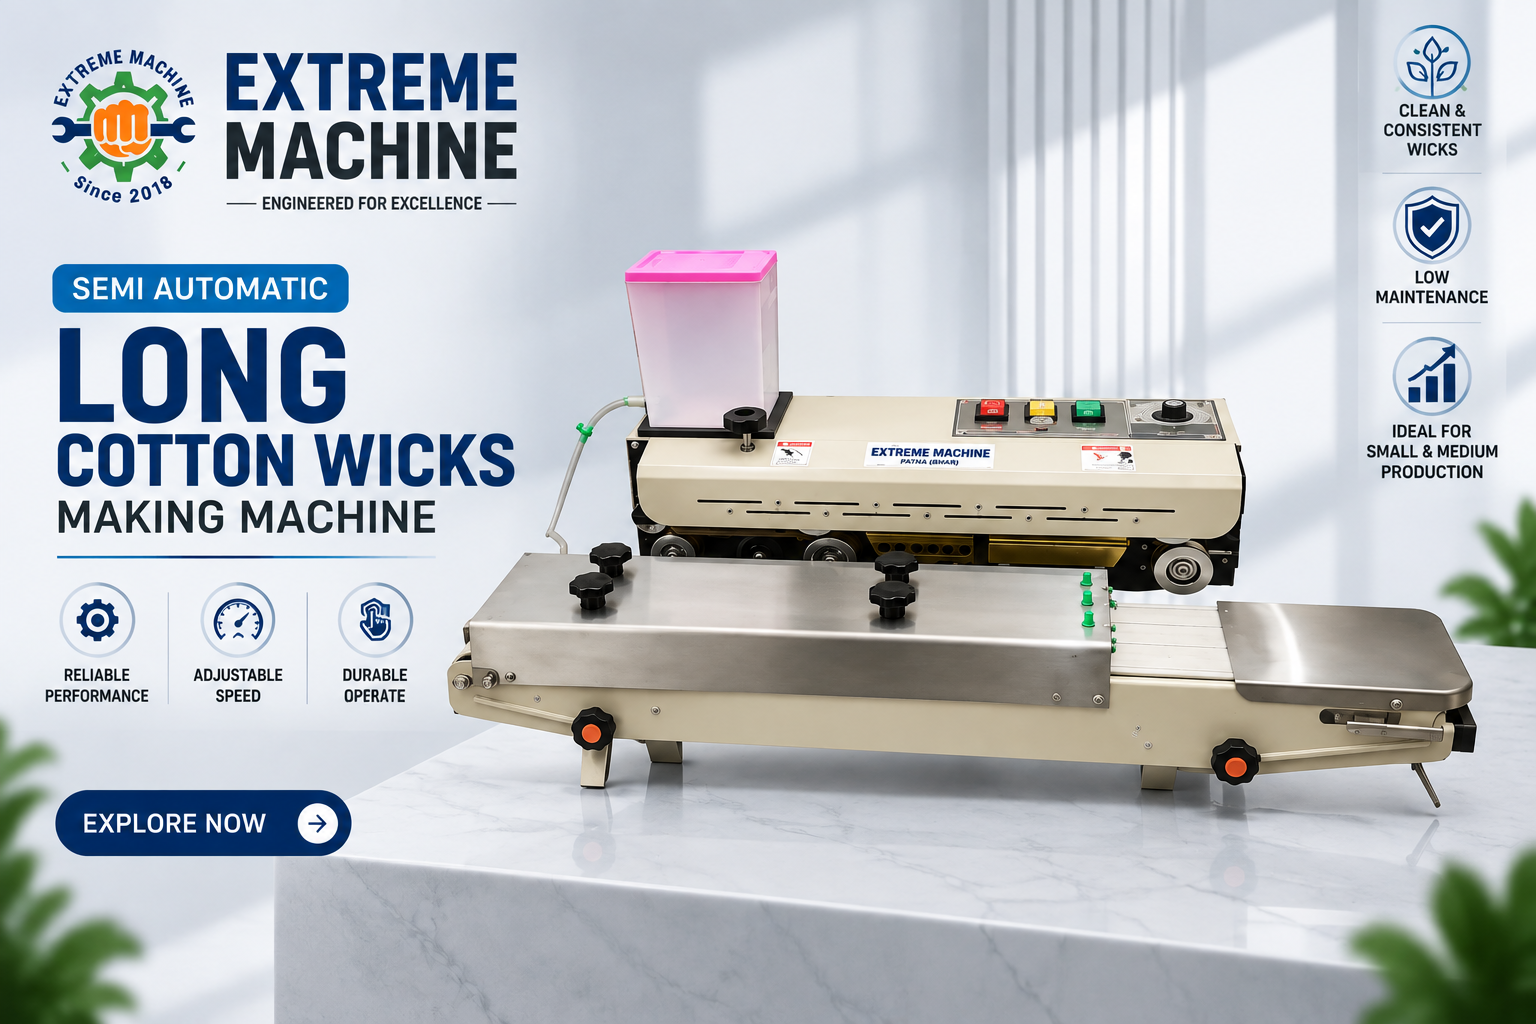 EXTREME MACHINE
Since 2018
EXTREME
MACHINE
ENGINEERED FOR EXCELLENCE
SEMI AUTOMATIC
LONG
COTTON WICKS
MAKING MACHINE
RELIABLE
PERFORMANCE
ADJUSTABLE
SPEED
DURABLE
OPERATE
EXPLORE NOW
CLEAN &
CONSISTENT
WICKS
LOW
MAINTENANCE
IDEAL FOR
SMALL & MEDIUM
PRODUCTION
EXTREME MACHINE
PATNA (BIHAR)